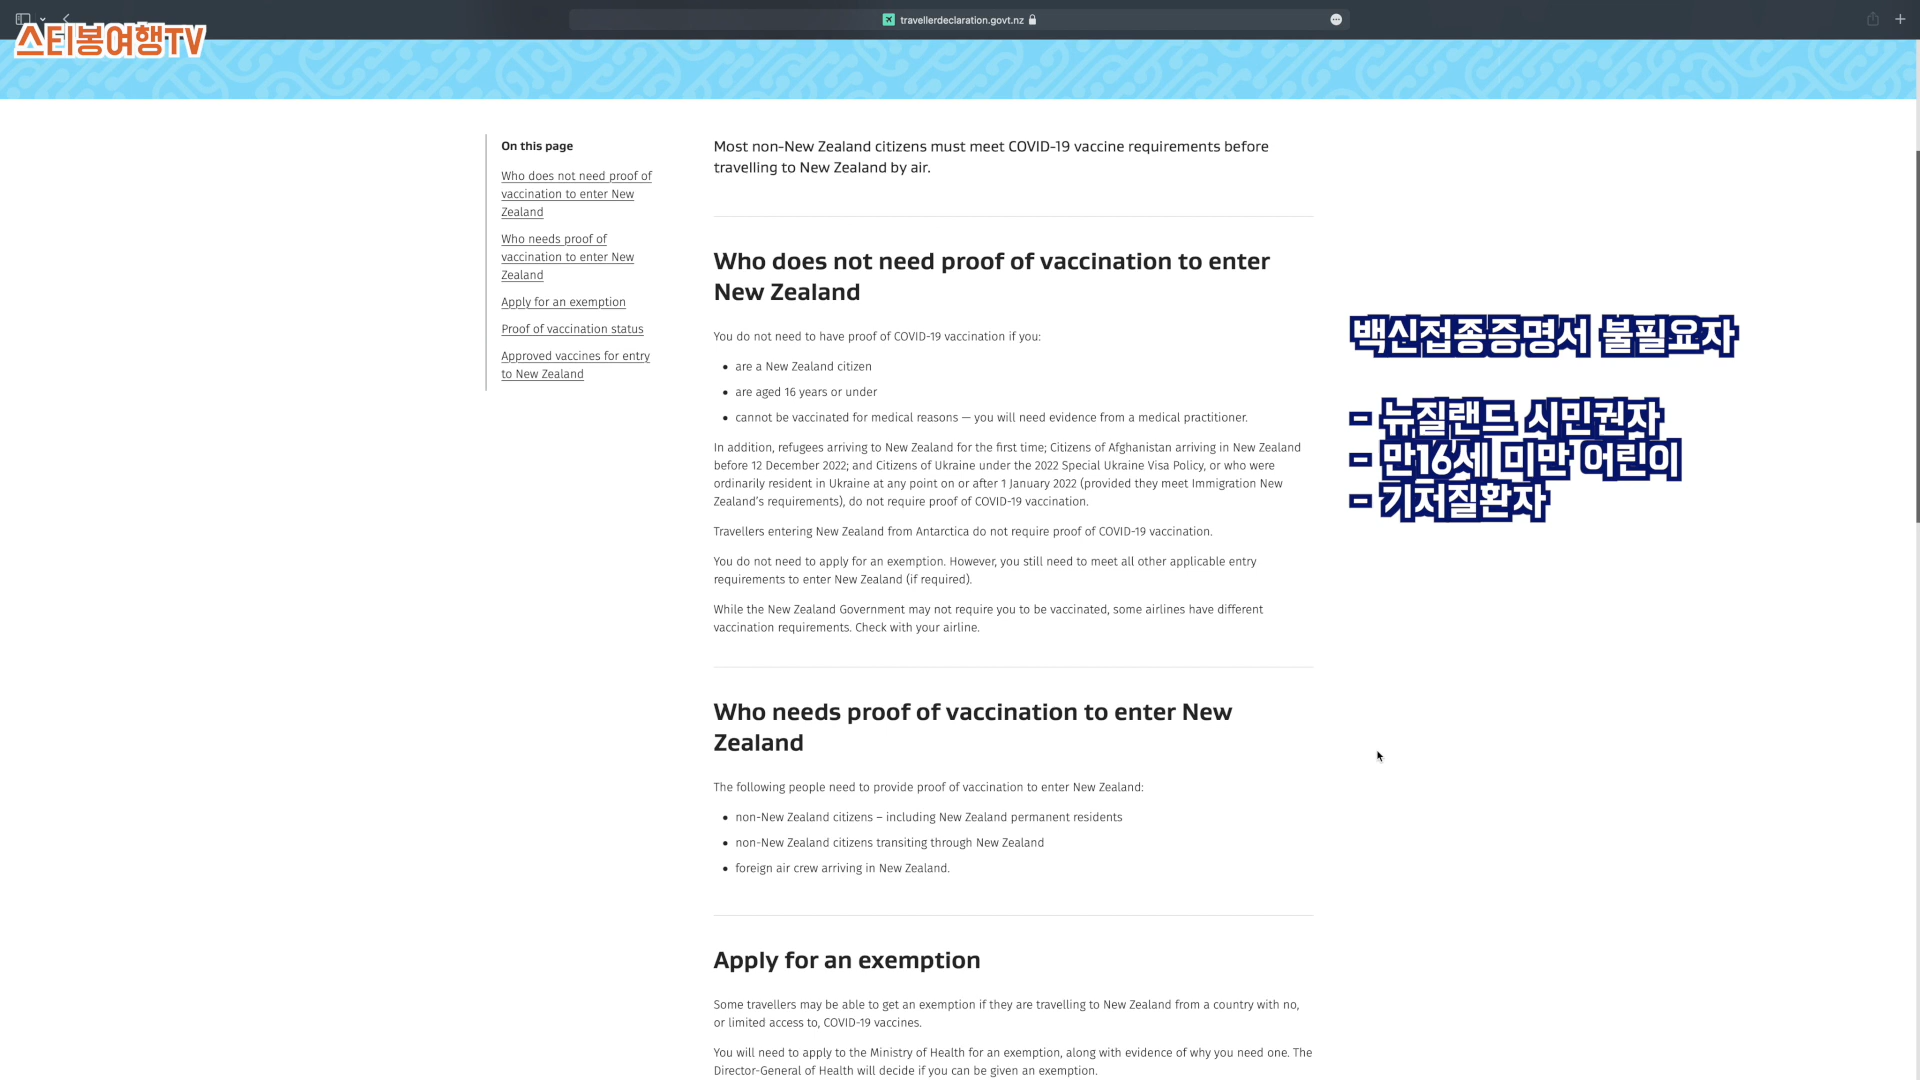 travellerdeclaration.govt.nz
스티봉여행TV
On this page
Who does not need proof of
vaccination to enter New
Zealand
Who needs proof of
vaccination to enter New
Zealand
Apply for an exemption
Proof of vaccination status
Approved vaccines for entry
to New Zealand
Most non-New Zealand citizens must meet COVID-19 vaccine requirements before
travelling to New Zealand by air.
Who does not need proof of vaccination to enter
New Zealand
You do not need to have proof of COVID-19 vaccination if you:
• are a New Zealand citizen
• are aged 16 years or under
• cannot be vaccinated for medical reasons — you will need evidence from a medical practitioner.
In addition, refugees arriving to New Zealand for the first time; Citizens of Afghanistan arriving in New Zealand
before 12 December 2022; and Citizens of Ukraine under the 2022 Special Ukraine Visa Policy, or who were
ordinarily resident in Ukraine at any point on or after 1 January 2022 (provided they meet Immigration New
Zealand's requirements), do not require proof of COVID-19 vaccination.
Travellers entering New Zealand from Antarctica do not require proof of COVID-19 vaccination.
You do not need to apply for an exemption. However, you still need to meet all other applicable entry
requirements to enter New Zealand (if required).
While the New Zealand Government may not require you to be vaccinated, some airlines have different
vaccination requirements. Check with your airline.
백신접종증명서 불필요자
- 뉴질랜드 시민권자
- 만16세 미만 어린이
- 기저질환자
Who needs proof of vaccination to enter New
Zealand
The following people need to provide proof of vaccination to enter New Zealand:
• non-New Zealand citizens – including New Zealand permanent residents
• non-New Zealand citizens transiting through New Zealand
• foreign air crew arriving in New Zealand.
Apply for an exemption
Some travellers may be able to get an exemption if they are travelling to New Zealand from a country with no,
or limited access to, COVID-19 vaccines.
You will need to apply to the Ministry of Health for an exemption, along with evidence of why you need one. The
Director-General of Health will decide if you can be given an exemption.